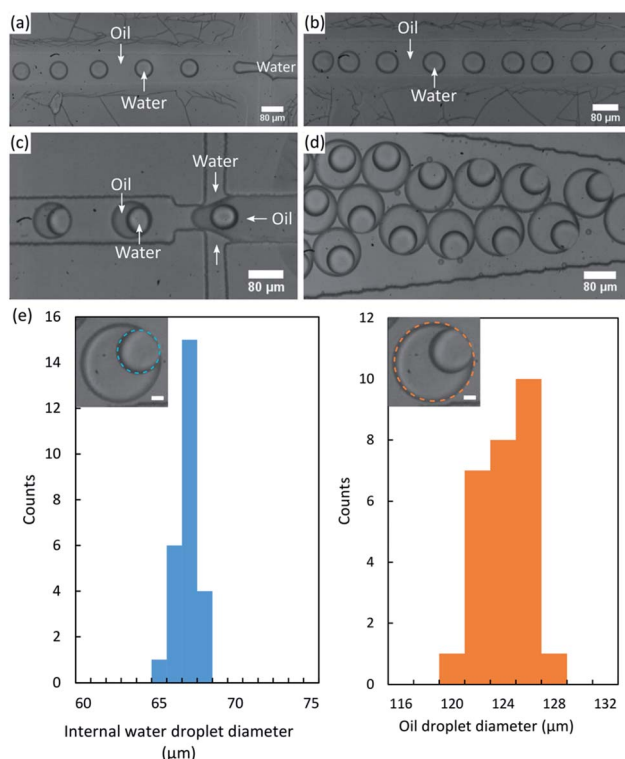 (a)
Oil
Water
Water
80 µm
(b)
Oil
Water
80 µm
(c)
Water
Oil
Oil
Water
80 µm
(d)
80 µm
(e)
16
14
12
10
8
6
4
2
0
Counts
60 65 70 75
Internal water droplet diameter
(µm)
12
10
8
6
4
2
0
Counts
116 120 124 126 128 132
Oil droplet diameter (µm)